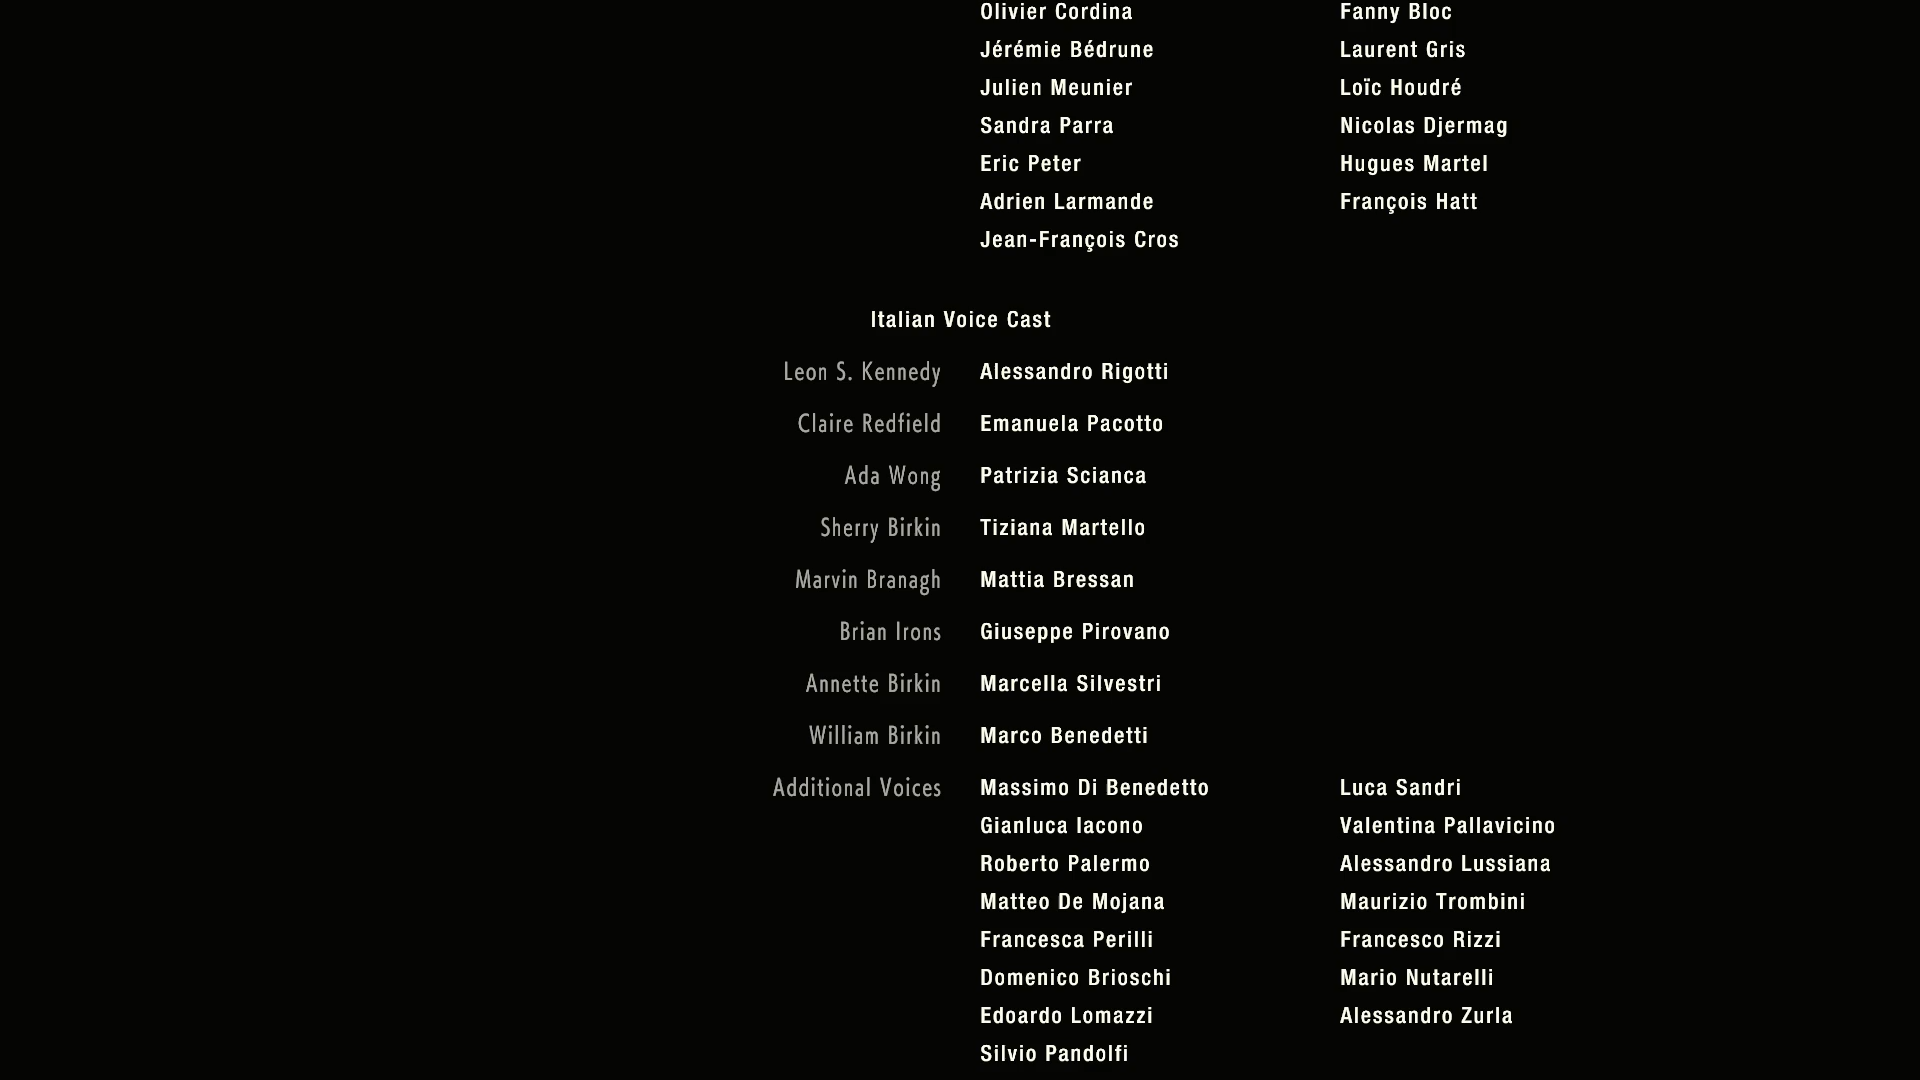 Olivier Cordina Fanny Bloc
Jérémie Bédrune Laurent Gris
Julien Meunier Loïc Houdré
Sandra Parra Nicolas Djermag
Eric Peter Hugues Martel
Adrien Larmande François Hatt
Jean-François Cros
Italian Voice Cast
Leon S. Kennedy Alessandro Rigotti
Claire Redfield Emanuela Pacotto
Ada Wong Patrizia Scianca
Sherry Birkin Tiziana Martello
Marvin Branagh Mattia Bressan
Brian Irons Giuseppe Pirovano
Annette Birkin Marcella Silvestri
William Birkin Marco Benedetti
Additional Voices Massimo Di Benedetto Luca Sandri
Gianluca Iacono Valentina Pallavicino
Roberto Palermo Alessandro Lussiana
Matteo De Mojana Maurizio Trombini
Francesca Perilli Francesco Rizzi
Domenico Brioschi Mario Nutarelli
Edoardo Lomazzi Alessandro Zurla
Silvio Pandolfi